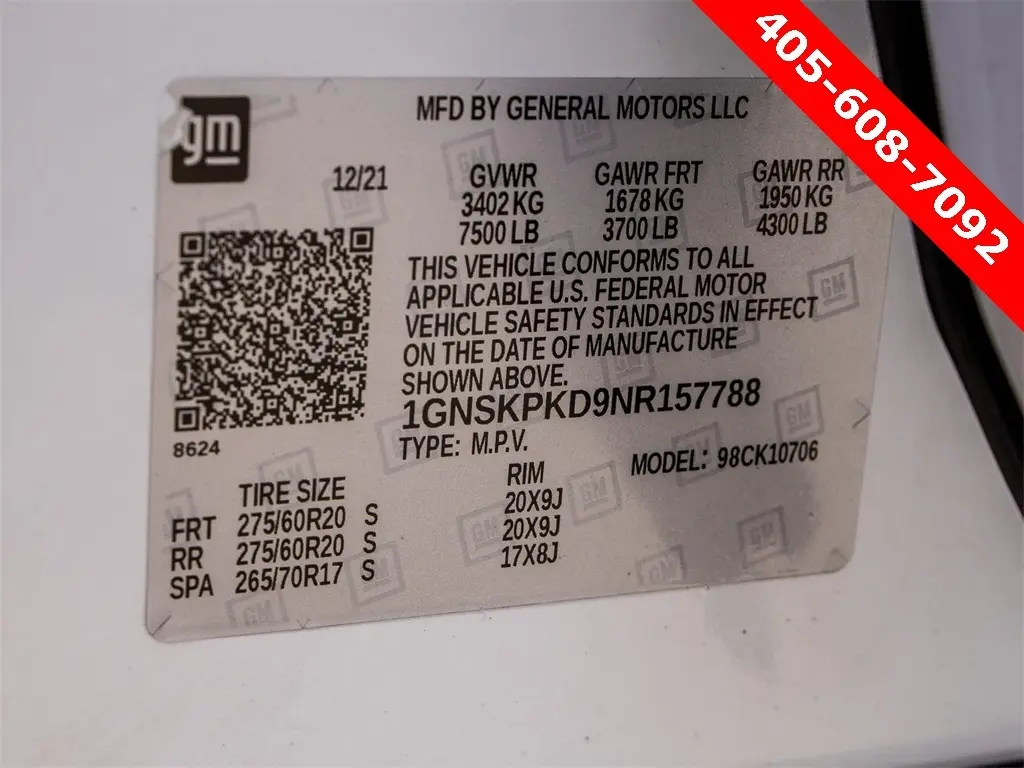 405-608-7092
gm
MFD BY GENERAL MOTORS LLC
12/21 GVWR GAWR FRT GAWR RR
3402 KG 1678 KG 1950 KG
7500 LB 3700 LB 4300 LB
THIS VEHICLE CONFORMS TO ALL
APPLICABLE U.S. FEDERAL MOTOR
VEHICLE SAFETY STANDARDS IN EFFECT
ON THE DATE OF MANUFACTURE
SHOWN ABOVE.
1GNSKPKD9NR157788
8624
TYPE: M.P.V. MODEL: 98CK10706
TIRE SIZE RIM
FRT 275/60R20 S 20X9J
RR 275/60R20 S 20X9J
SPA 265/70R17 S 17X8J